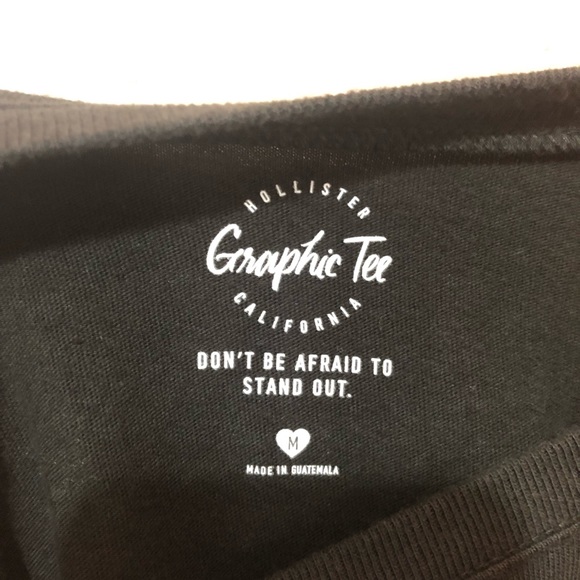 HOLLISTER
Graphic Tee
CALIFORNIA
DON'T BE AFRAID TO
STAND OUT.
M
MADE IN GUATEMALA